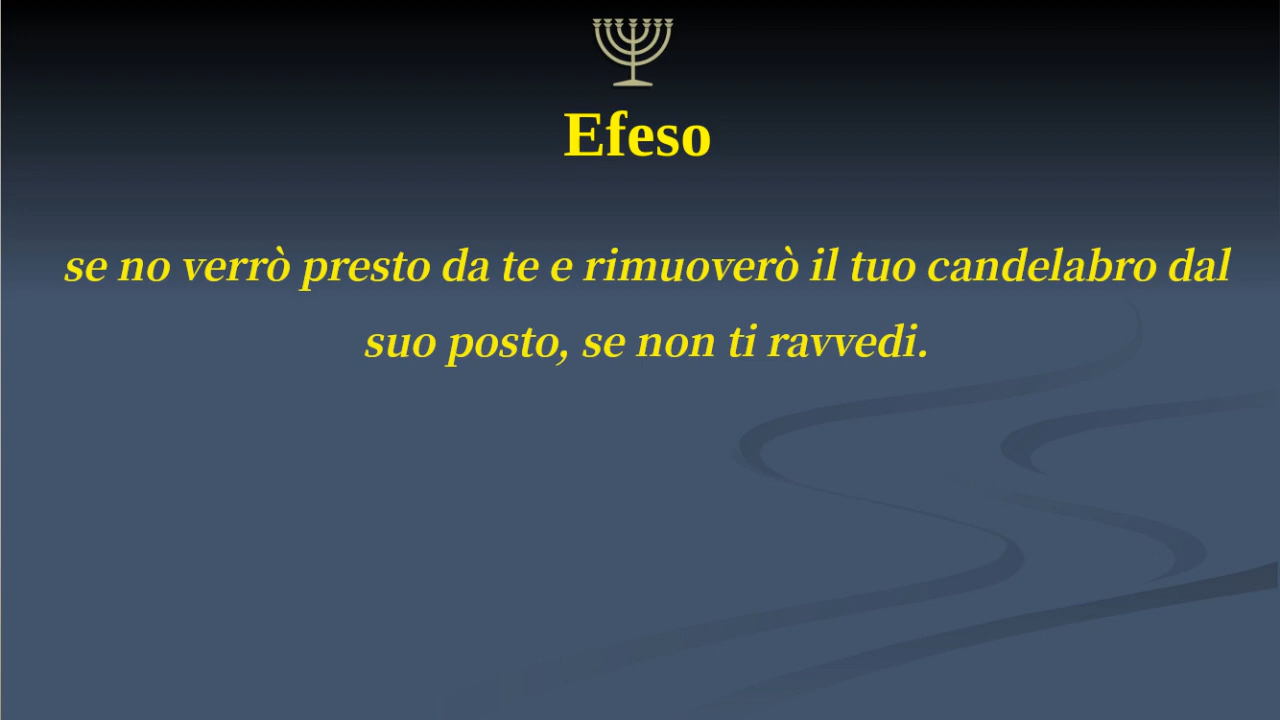 Efeso
se no verrò presto da te e rimuoverò il tuo candelabro dal
suo posto, se non ti ravvedi.